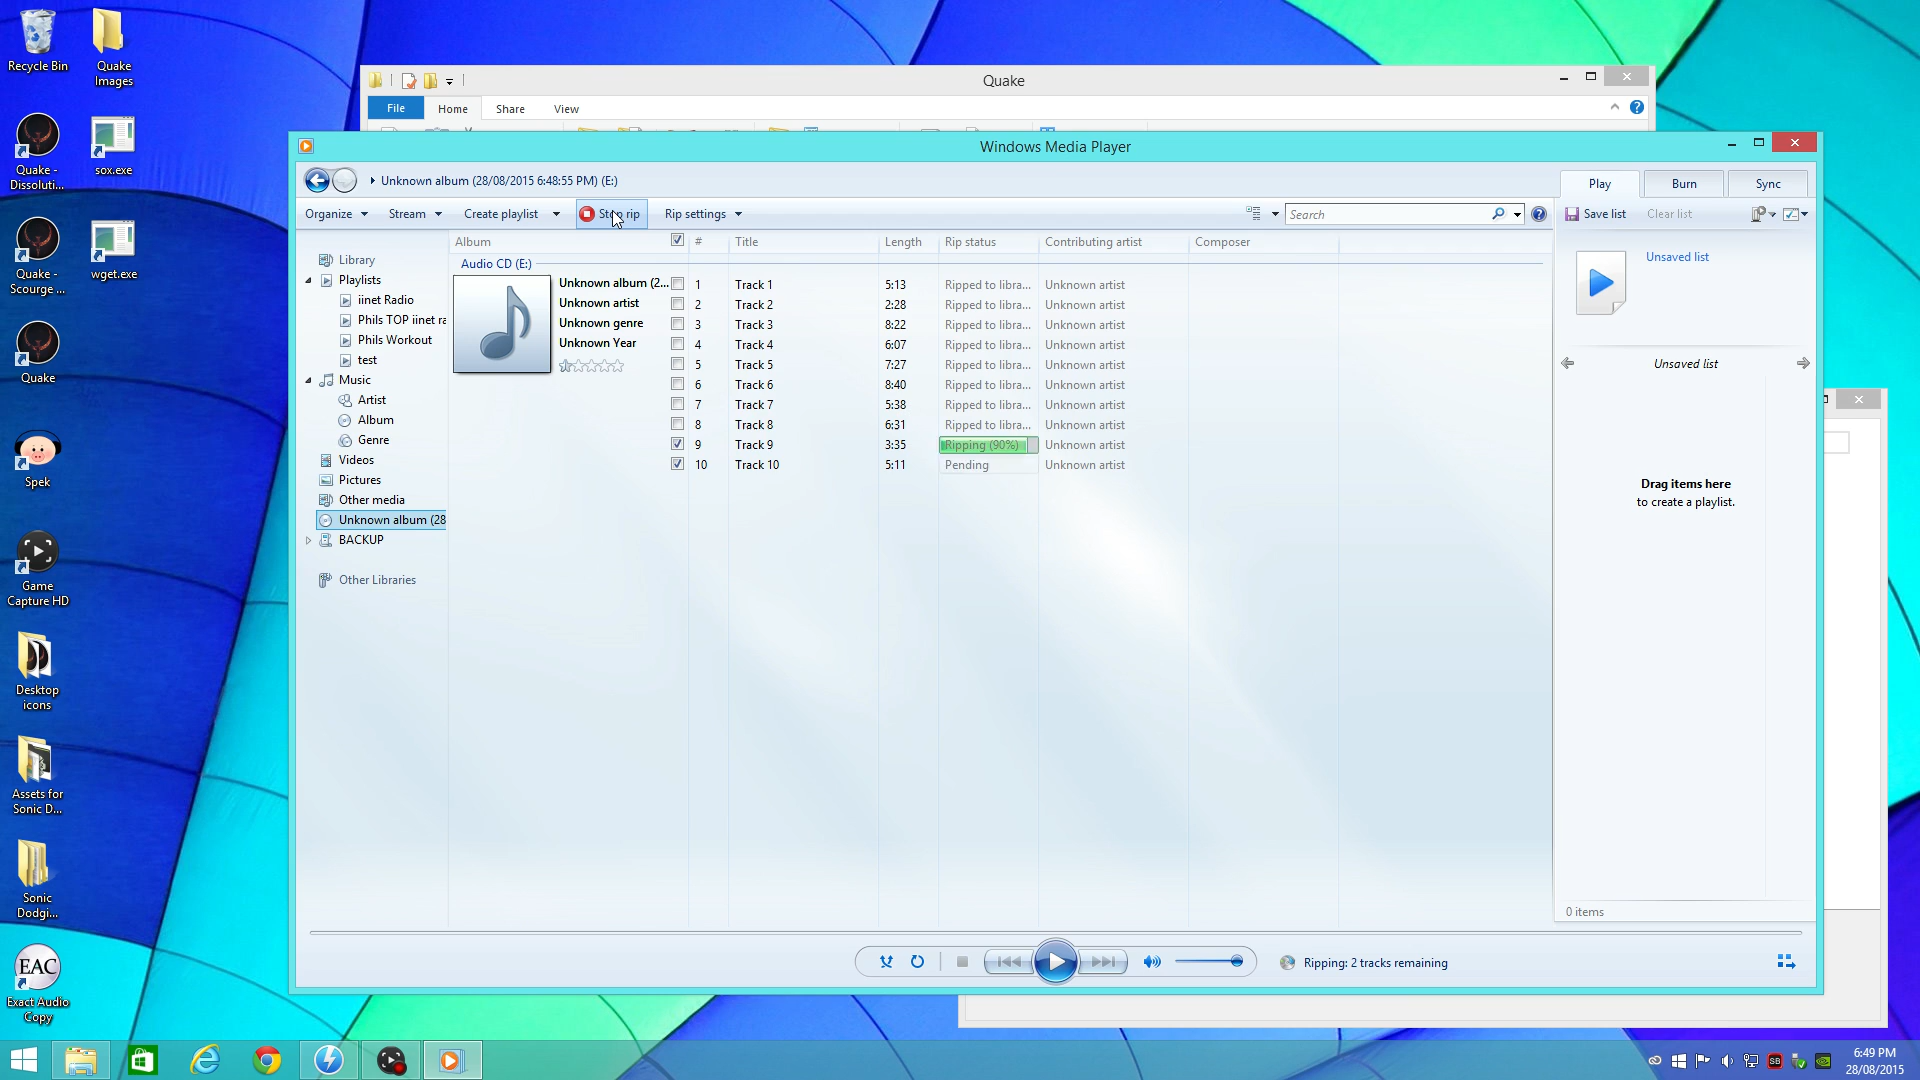 Recycle Bin
Quake
Images
Quake -
Dissoluti...
sox.exe
Quake -
Scourge ...
wget.exe
Quake
Spek
Game
Capture HD
Desktop
icons
Assets for
Sonic D...
Sonic
Dodgi...
EAC
Exact Audio
Copy
Quake
File Home Share View
Windows Media Player
Unknown album (28/08/2015 6:48:55 PM) (E:)
Organize Stream Create playlist Stop rip Rip settings
Search
Play Burn Sync
Save list Clear list
Library
Playlists
iinet Radio
Phils TOP iinet ra
Phils Workout
test
Music
Artist
Album
Genre
Videos
Pictures
Other media
Unknown album (28
BACKUP
Other Libraries
Album # Title Length Rip status Contributing artist Composer
Audio CD (E:)
Unknown album (2...
Unknown artist
Unknown genre
Unknown Year
1 Track 1 5:13 Ripped to libra... Unknown artist
2 Track 2 2:28 Ripped to libra... Unknown artist
3 Track 3 8:22 Ripped to libra... Unknown artist
4 Track 4 6:07 Ripped to libra... Unknown artist
5 Track 5 7:27 Ripped to libra... Unknown artist
6 Track 6 8:40 Ripped to libra... Unknown artist
7 Track 7 5:38 Ripped to libra... Unknown artist
8 Track 8 6:31 Ripped to libra... Unknown artist
9 Track 9 3:35 Ripping (90%) Unknown artist
10 Track 10 5:11 Pending Unknown artist
Unsaved list
Unsaved list
Drag items here
to create a playlist.
0 items
Ripping: 2 tracks remaining
SB
6:49 PM
28/08/2015